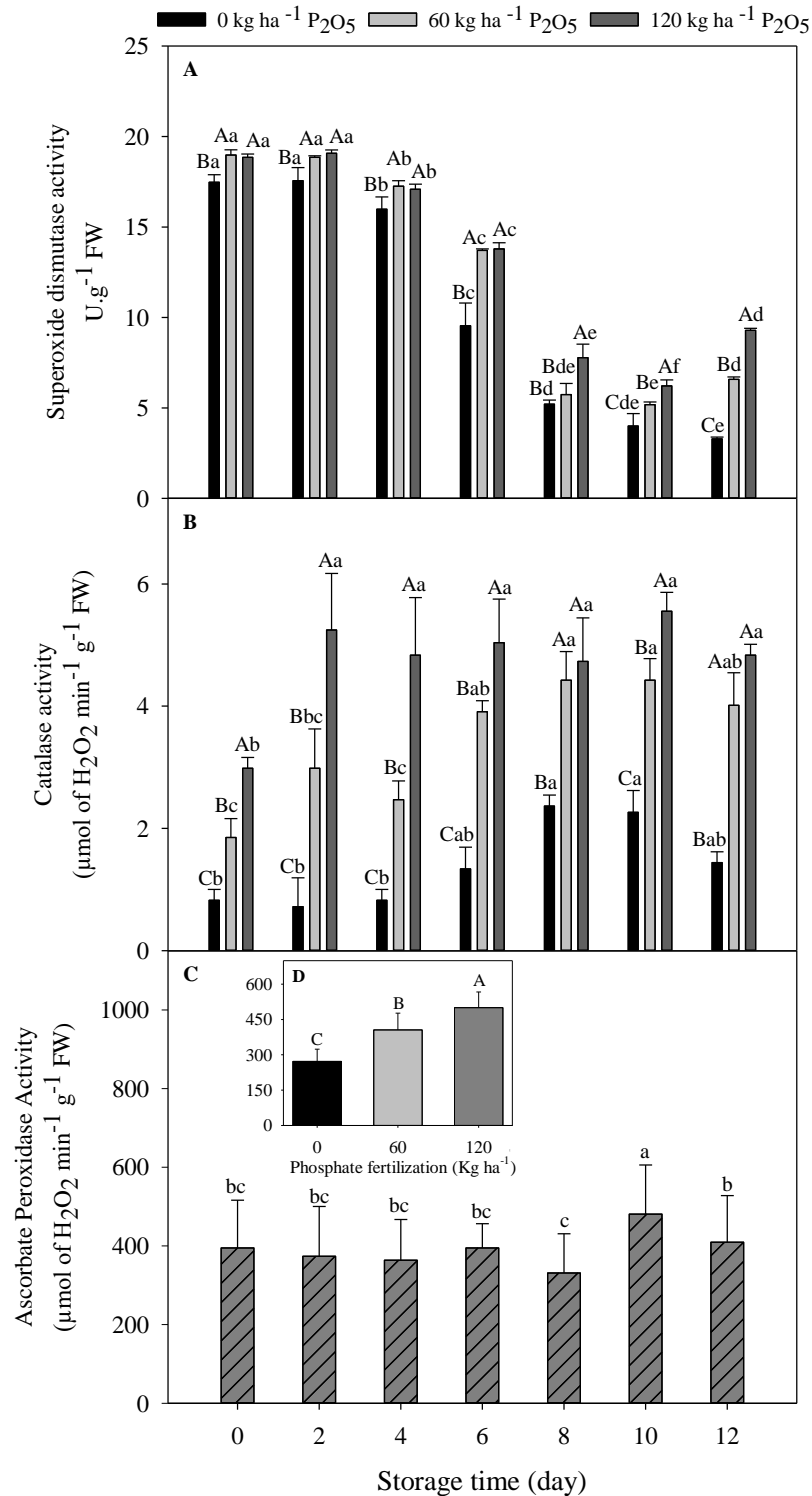 0 kg ha -1 P2O5 60 kg ha -1 P2O5 120 kg ha -1 P2O5
A
Superoxide dismutase activity
U.g-1 FW
25
20
15
10
5
0
Ba Aa Aa Ba Aa Aa Bb Ab Ab Bc Ac Ac Bd Bde Ae Cde Be Af Ce Bd Ad
B
Catalase activity
(µmol of H2O2 min-1 g-1 FW)
6
4
2
0
Cb Bc Ab Cb Bbc Aa Cb Bc Aa Cab Bab Aa Ba Aa Aa Ca Ba Aa Bab Aab Aa
C
Ascorbate Peroxidase Activity
(µmol of H2O2 min-1 g-1 FW)
1000
800
600
400
200
0
D
600
450
300
150
0
C B A
0 60 120
Phosphate fertilization (Kg ha-1)
bc bc bc bc c a b
0 2 4 6 8 10 12
Storage time (day)